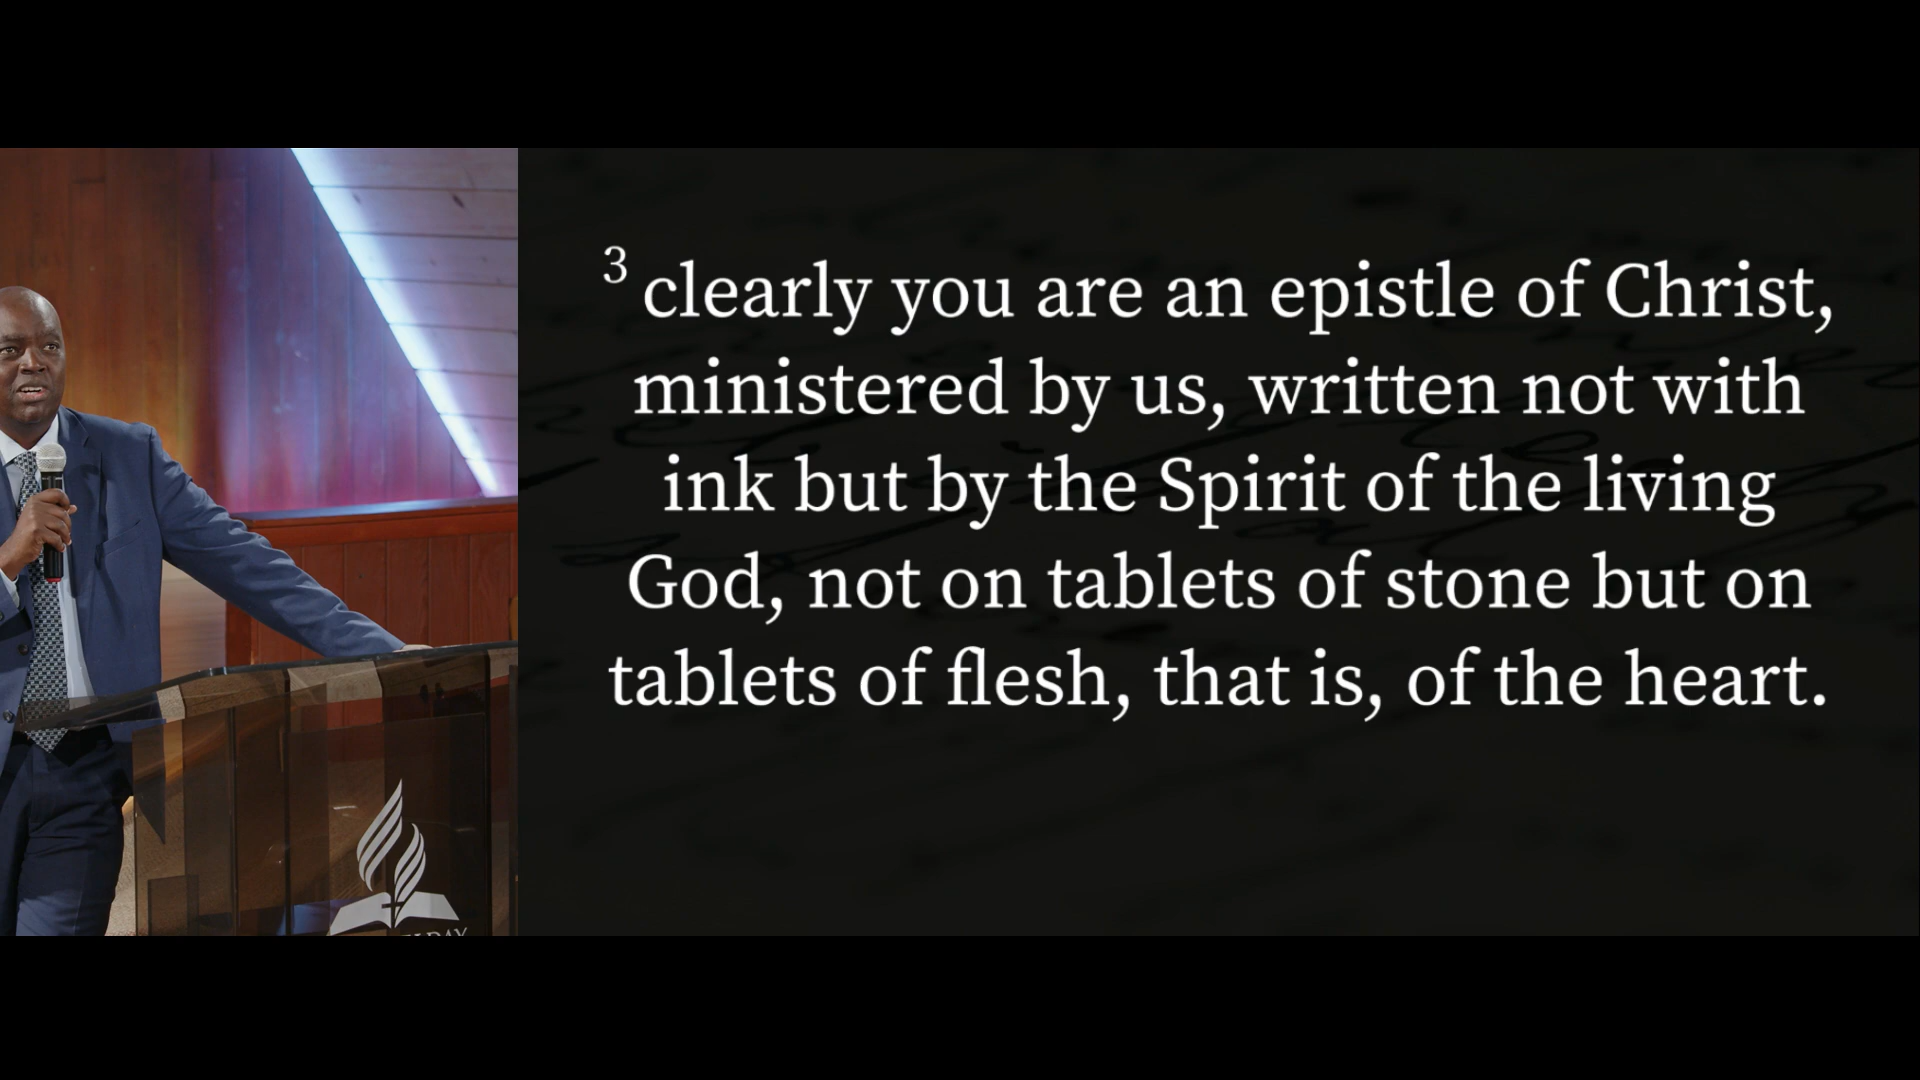 3 clearly you are an epistle of Christ,
ministered by us, written not with
ink but by the Spirit of the living
God, not on tablets of stone but on
tablets of flesh, that is, of the heart.